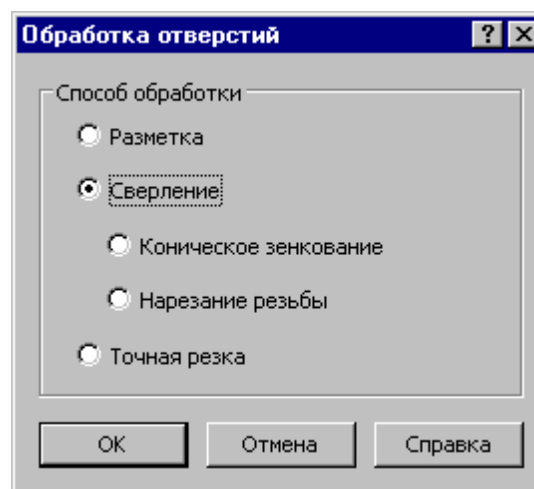 Обработка отверстий
Способ обработки
Разметка
Сверление
Коническое зенкование
Нарезание резьбы
Точная резка
OK Отмена Справка